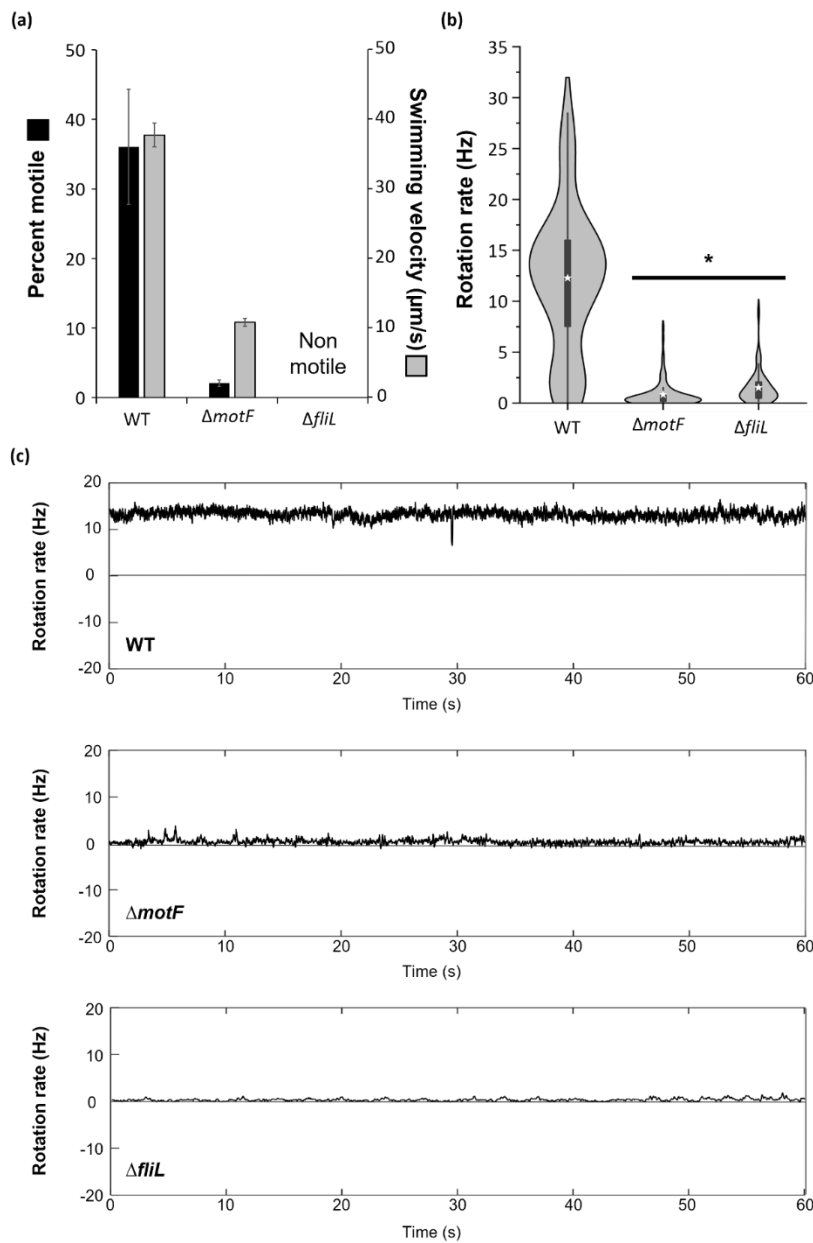 (a)
50
40
30
20
10
0
Percent motile
50
40
30
20
10
0
Swimming velocity (µm/s)
Non
motile
WT
ΔmotF
ΔfliL
(b)
35
30
25
20
15
10
5
0
Rotation rate (Hz)
*
WT
ΔmotF
ΔfliL
(c)
20
10
0
-10
-20
Rotation rate (Hz)
WT
0 10 20 30 40 50 60
Time (s)
20
10
0
-10
-20
Rotation rate (Hz)
ΔmotF
0 10 20 30 40 50 60
Time (s)
20
10
0
-10
-20
Rotation rate (Hz)
ΔfliL
0 10 20 30 40 50 60
Time (s)